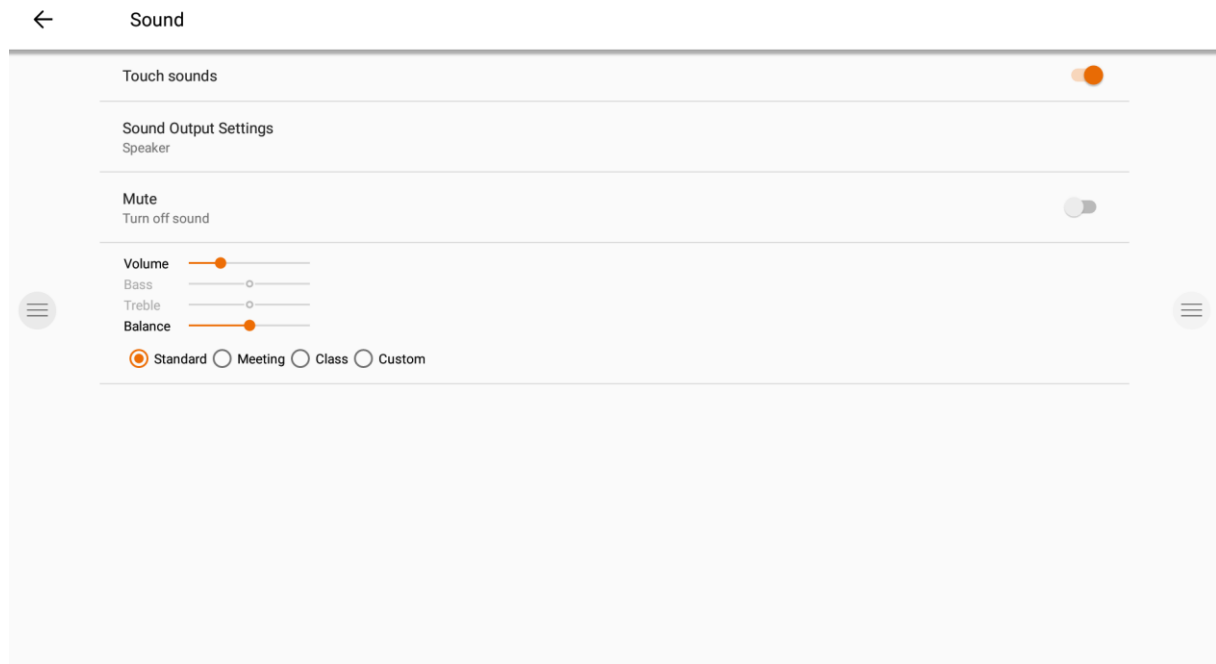 Sound
Touch sounds
Sound Output Settings
Speaker
Mute
Turn off sound
Volume
Bass
Treble
Balance
Standard Meeting Class Custom